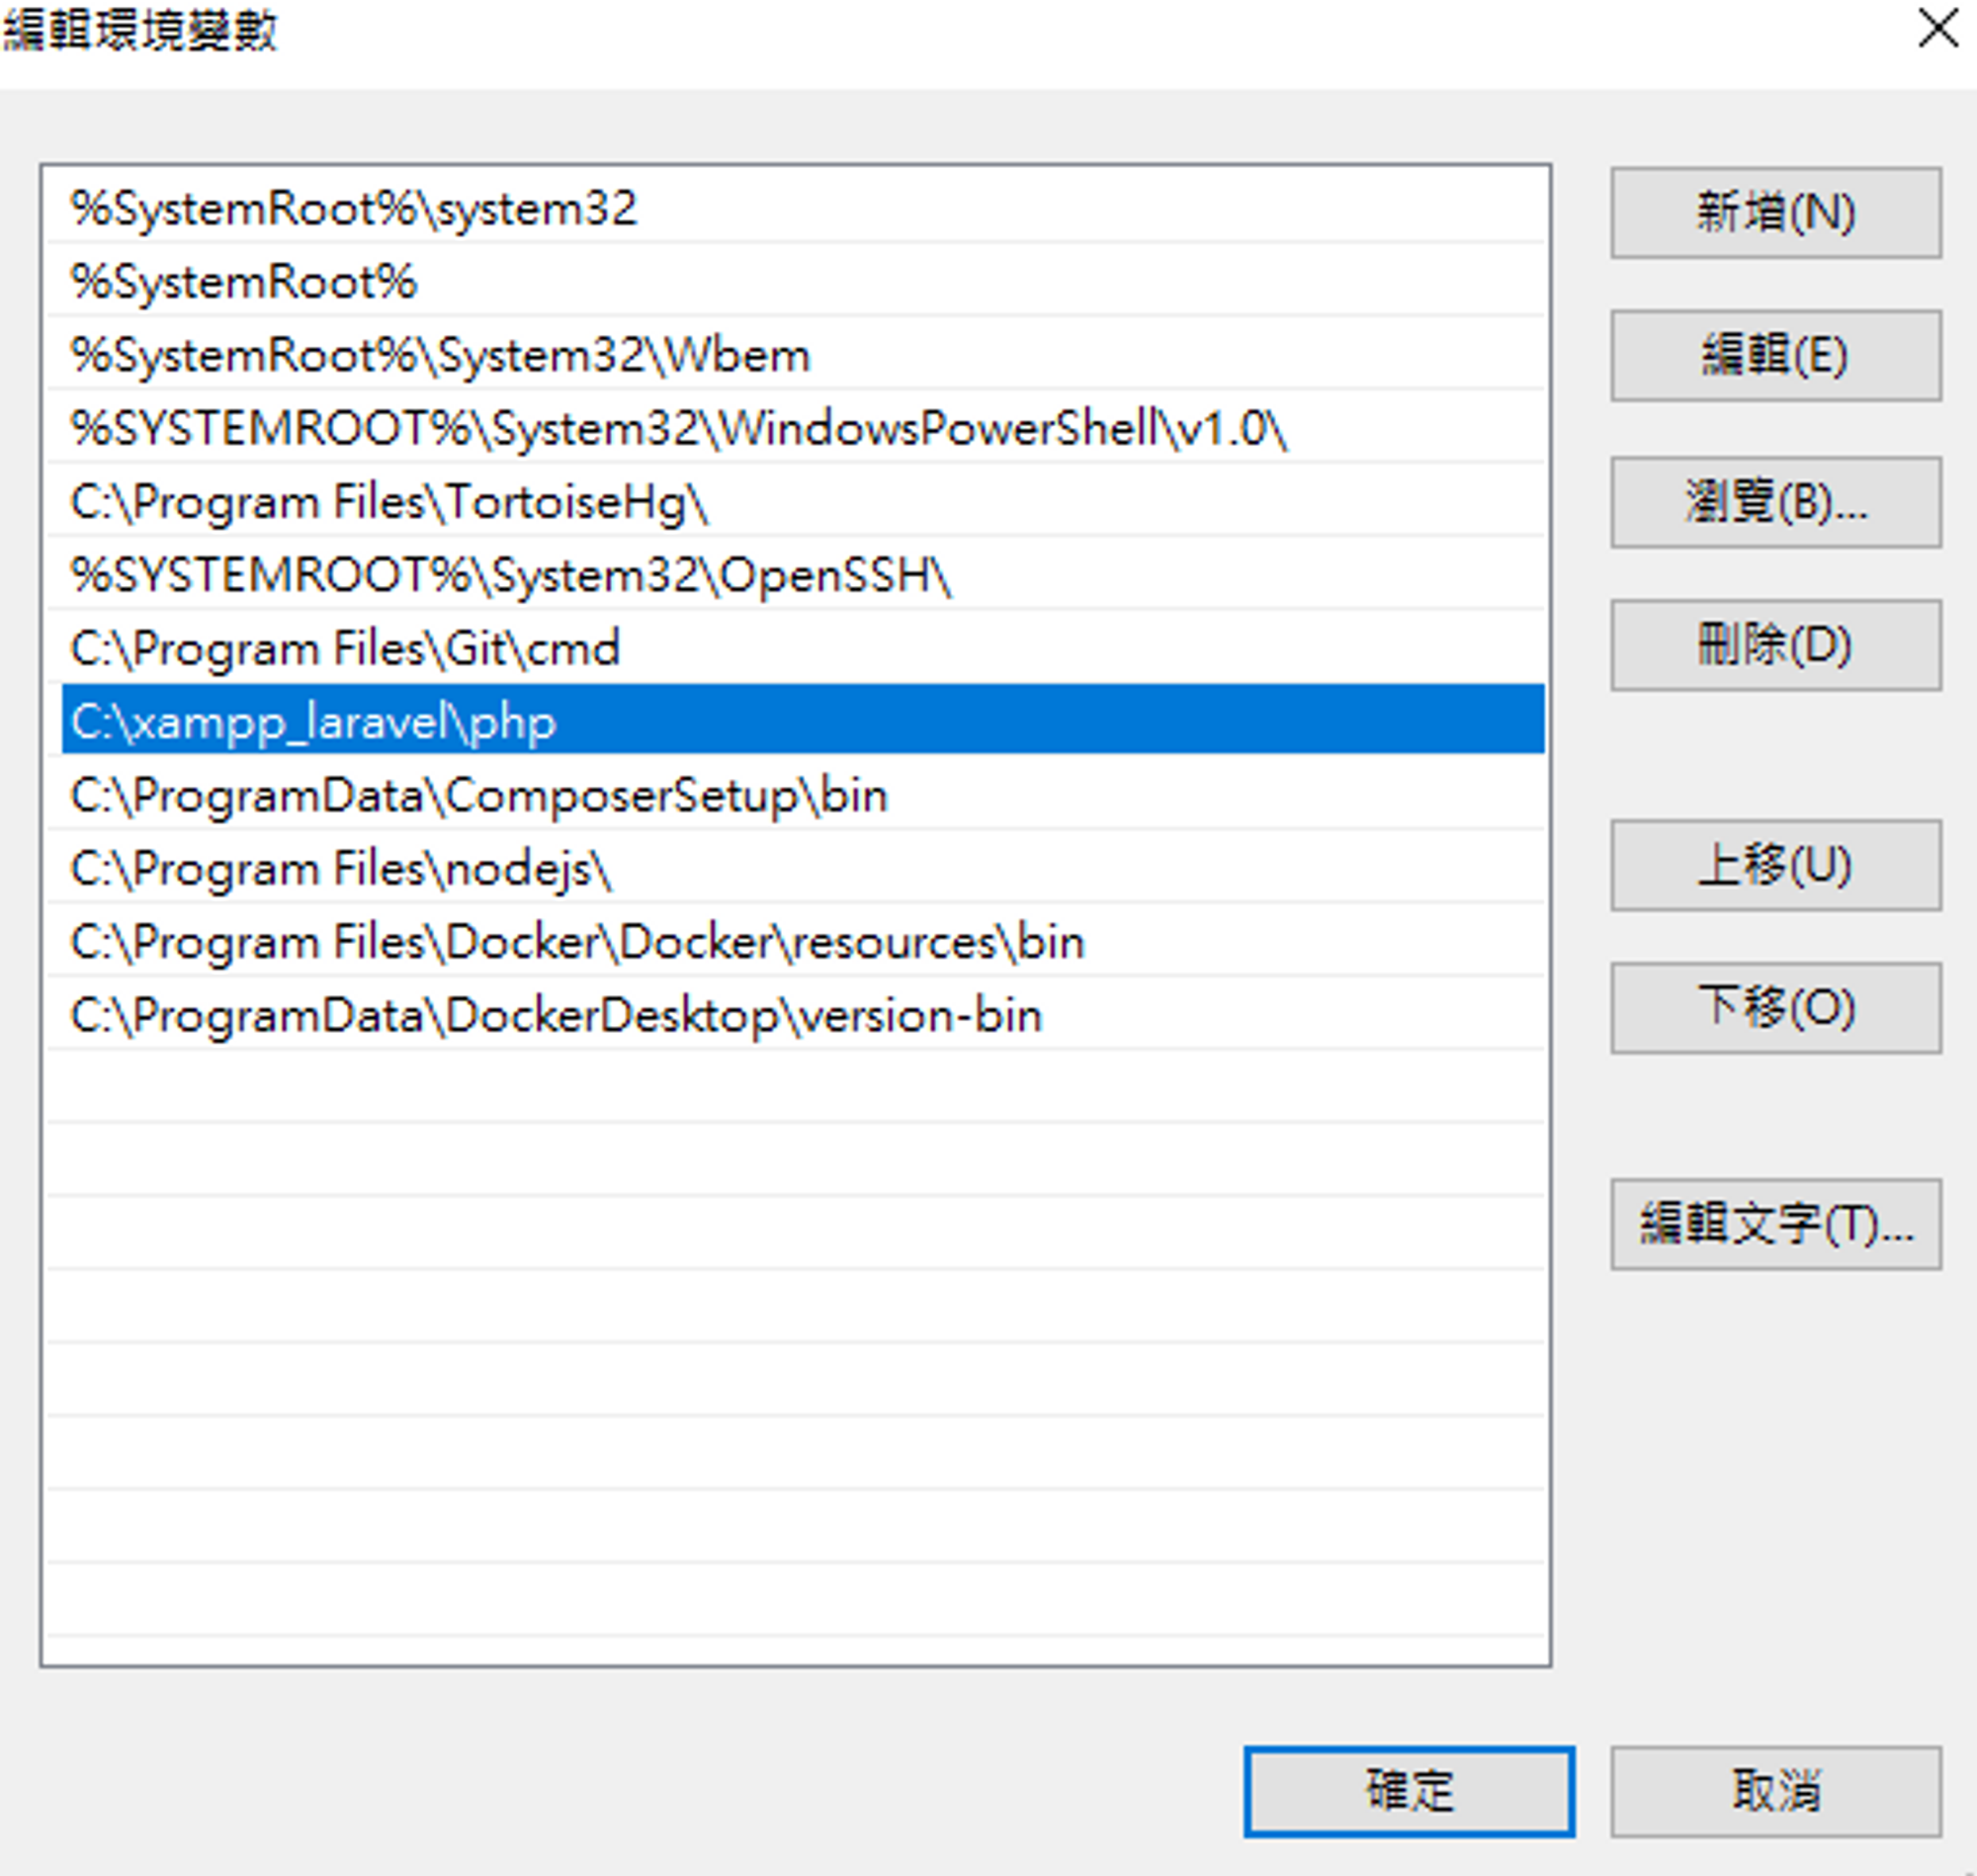 編輯環境變數
%SystemRoot%\system32
%SystemRoot%
%SystemRoot%\System32\Wbem
%SYSTEMROOT%\System32\WindowsPowerShell\v1.0\
C:\Program Files\TortoiseHg\
%SYSTEMROOT%\System32\OpenSSH\
C:\Program Files\Git\cmd
C:\xampp_laravel\php
C:\ProgramData\ComposerSetup\bin
C:\Program Files\nodejs\
C:\Program Files\Docker\Docker\resources\bin
C:\ProgramData\DockerDesktop\version-bin
新增(N)
編輯(E)
瀏覽(B)...
刪除(D)
上移(U)
下移(O)
編輯文字(T)...
確定
取消